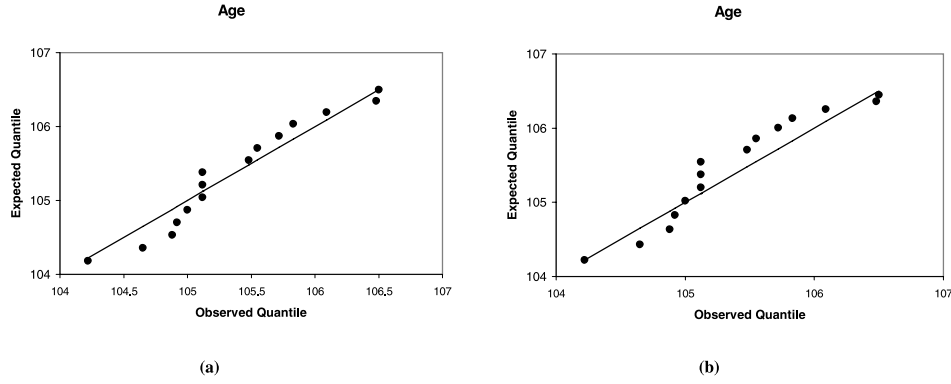 Age
107
106
105
104
Expected Quantile
104 104,5 105 105,5 106 106,5 107
Observed Quantile
(a)
Age
107
106
105
104
Expected Quantile
104 105 106 107
Observed Quantile
(b)